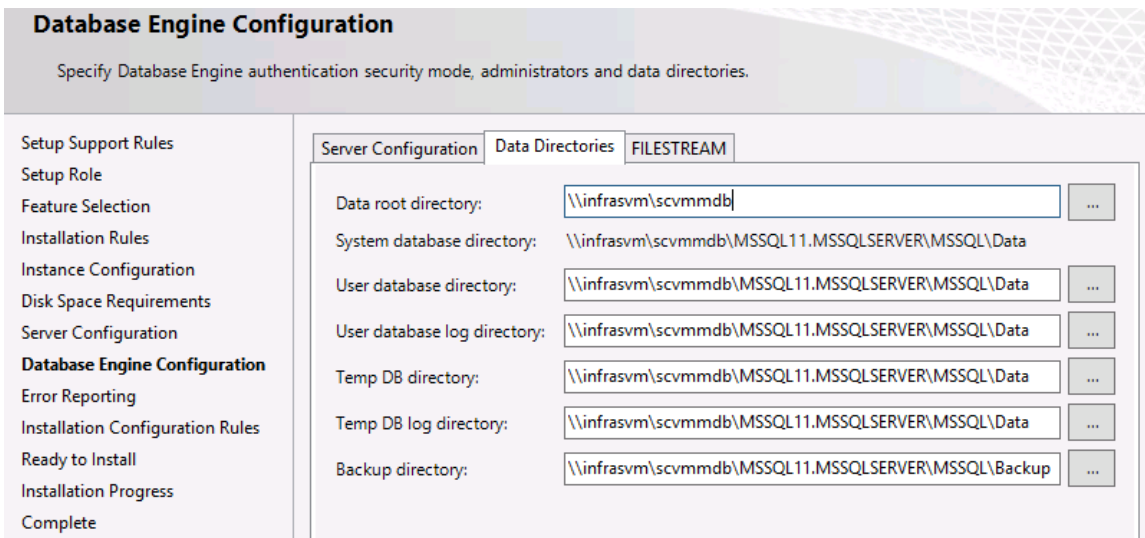 Database Engine Configuration
Specify Database Engine authentication security mode, administrators and data directories.
Setup Support Rules
Setup Role
Feature Selection
Installation Rules
Instance Configuration
Disk Space Requirements
Server Configuration
Database Engine Configuration
Error Reporting
Installation Configuration Rules
Ready to Install
Installation Progress
Complete
Server Configuration Data Directories FILESTREAM
Data root directory: \\infrasvm\scvmmdb ...
System database directory: \\infrasvm\scvmmdb\MSSQL11.MSSQLSERVER\MSSQL\Data
User database directory: \\infrasvm\scvmmdb\MSSQL11.MSSQLSERVER\MSSQL\Data ...
User database log directory: \\infrasvm\scvmmdb\MSSQL11.MSSQLSERVER\MSSQL\Data ...
Temp DB directory: \\infrasvm\scvmmdb\MSSQL11.MSSQLSERVER\MSSQL\Data ...
Temp DB log directory: \\infrasvm\scvmmdb\MSSQL11.MSSQLSERVER\MSSQL\Data ...
Backup directory: \\infrasvm\scvmmdb\MSSQL11.MSSQLSERVER\MSSQL\Backup ...